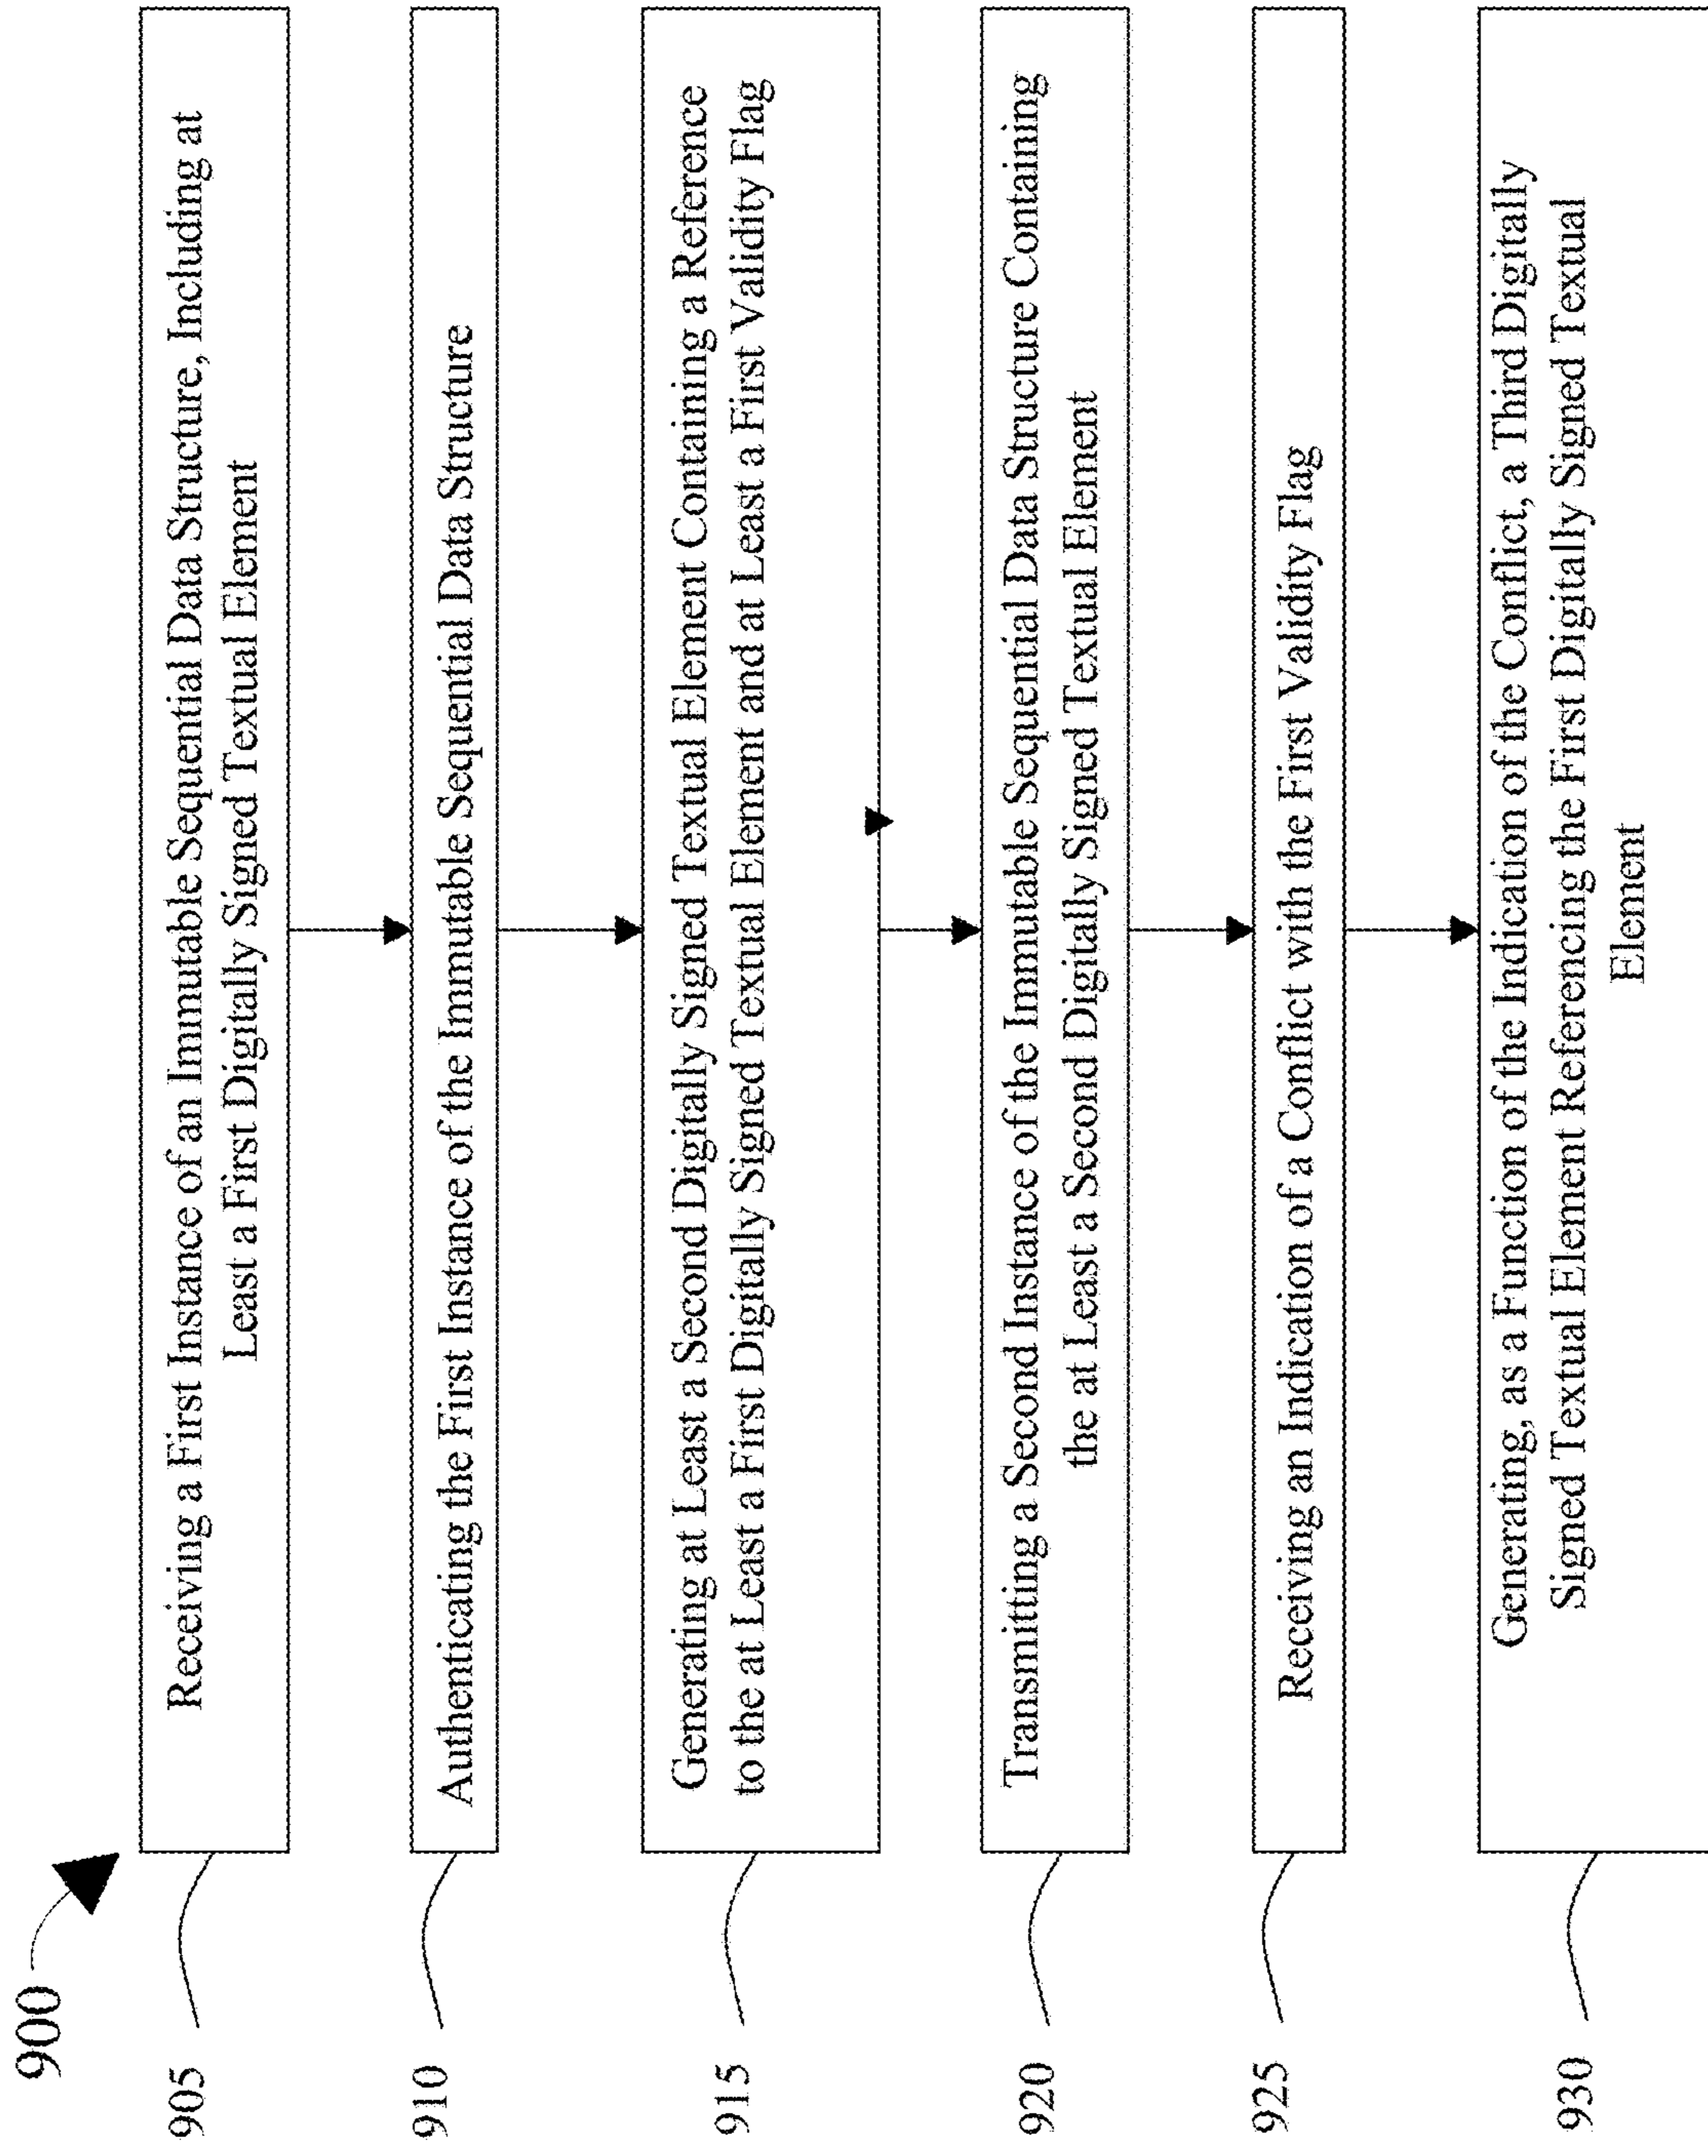 900
905
Receiving a First Instance of an Immutable Sequential Data Structure, Including at
Least a First Digitally Signed Textual Element
910
Authenticating the First Instance of the Immutable Sequential Data Structure
915
Generating at Least a Second Digitally Signed Textual Element Containing a Reference
to the at Least a First Digitally Signed Textual Element and at Least a First Validity Flag
920
Transmitting a Second Instance of the Immutable Sequential Data Structure Containing
the at Least a Second Digitally Signed Textual Element
925
Receiving an Indication of a Conflict with the First Validity Flag
930
Generating, as a Function of the Indication of the Conflict, a Third Digitally
Signed Textual Element Referencing the First Digitally Signed Textual
Element